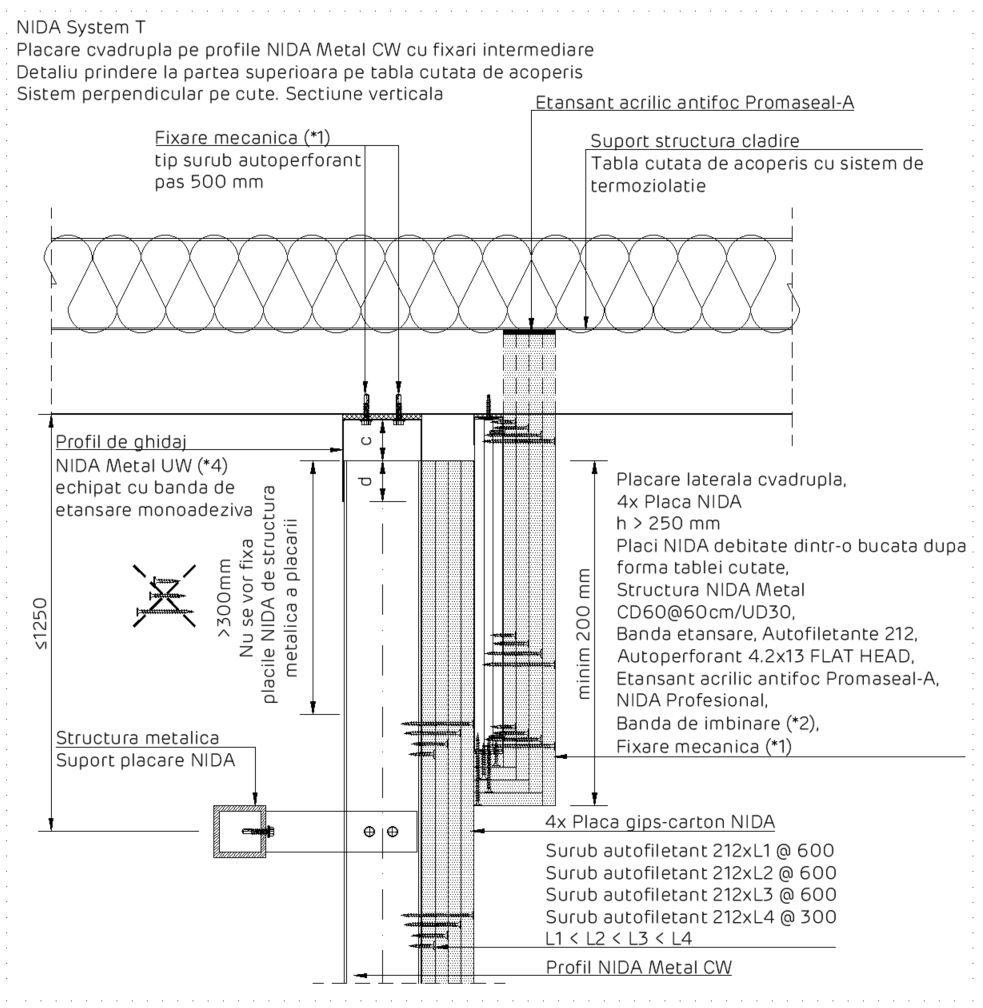 NIDA System T
Placare cvadrupla pe profile NIDA Metal CW cu fixari intermediare
Detaliu prindere la partea superioara pe tabla cutata de acoperis
Sistem perpendicular pe cute. Sectiune verticala
Etansant acrilic antifoc Promaseal-A
Fixare mecanica (*1)
tip surub autoperforant
pas 500 mm
Suport structura cladire
Tabla cutata de acoperis cu sistem de
termoziolatie
Profil de ghidaj
NIDA Metal UW (*4)
echipat cu banda de
etansare monoadeziva
c
d
≤1250
>300mm
Nu se vor fixa
placile NIDA de structura
metalica a placarii
minim 200 mm
Placare laterala cvadrupla,
4x Placa NIDA
h > 250 mm
Placi NIDA debitate dintr-o bucata dupa
forma tablei cutate,
Structura NIDA Metal
CD60@60cm/UD30,
Banda etansare, Autofiletante 212,
Autoperforant 4.2x13 FLAT HEAD,
Etansant acrilic antifoc Promaseal-A,
NIDA Profesional,
Banda de imbinare (*2),
Fixare mecanica (*1)
Structura metalica
Suport placare NIDA
4x Placa gips-carton NIDA
Surub autofiletant 212xL1 @ 600
Surub autofiletant 212xL2 @ 600
Surub autofiletant 212xL3 @ 600
Surub autofiletant 212xL4 @ 300
L1 < L2 < L3 < L4
Profil NIDA Metal CW